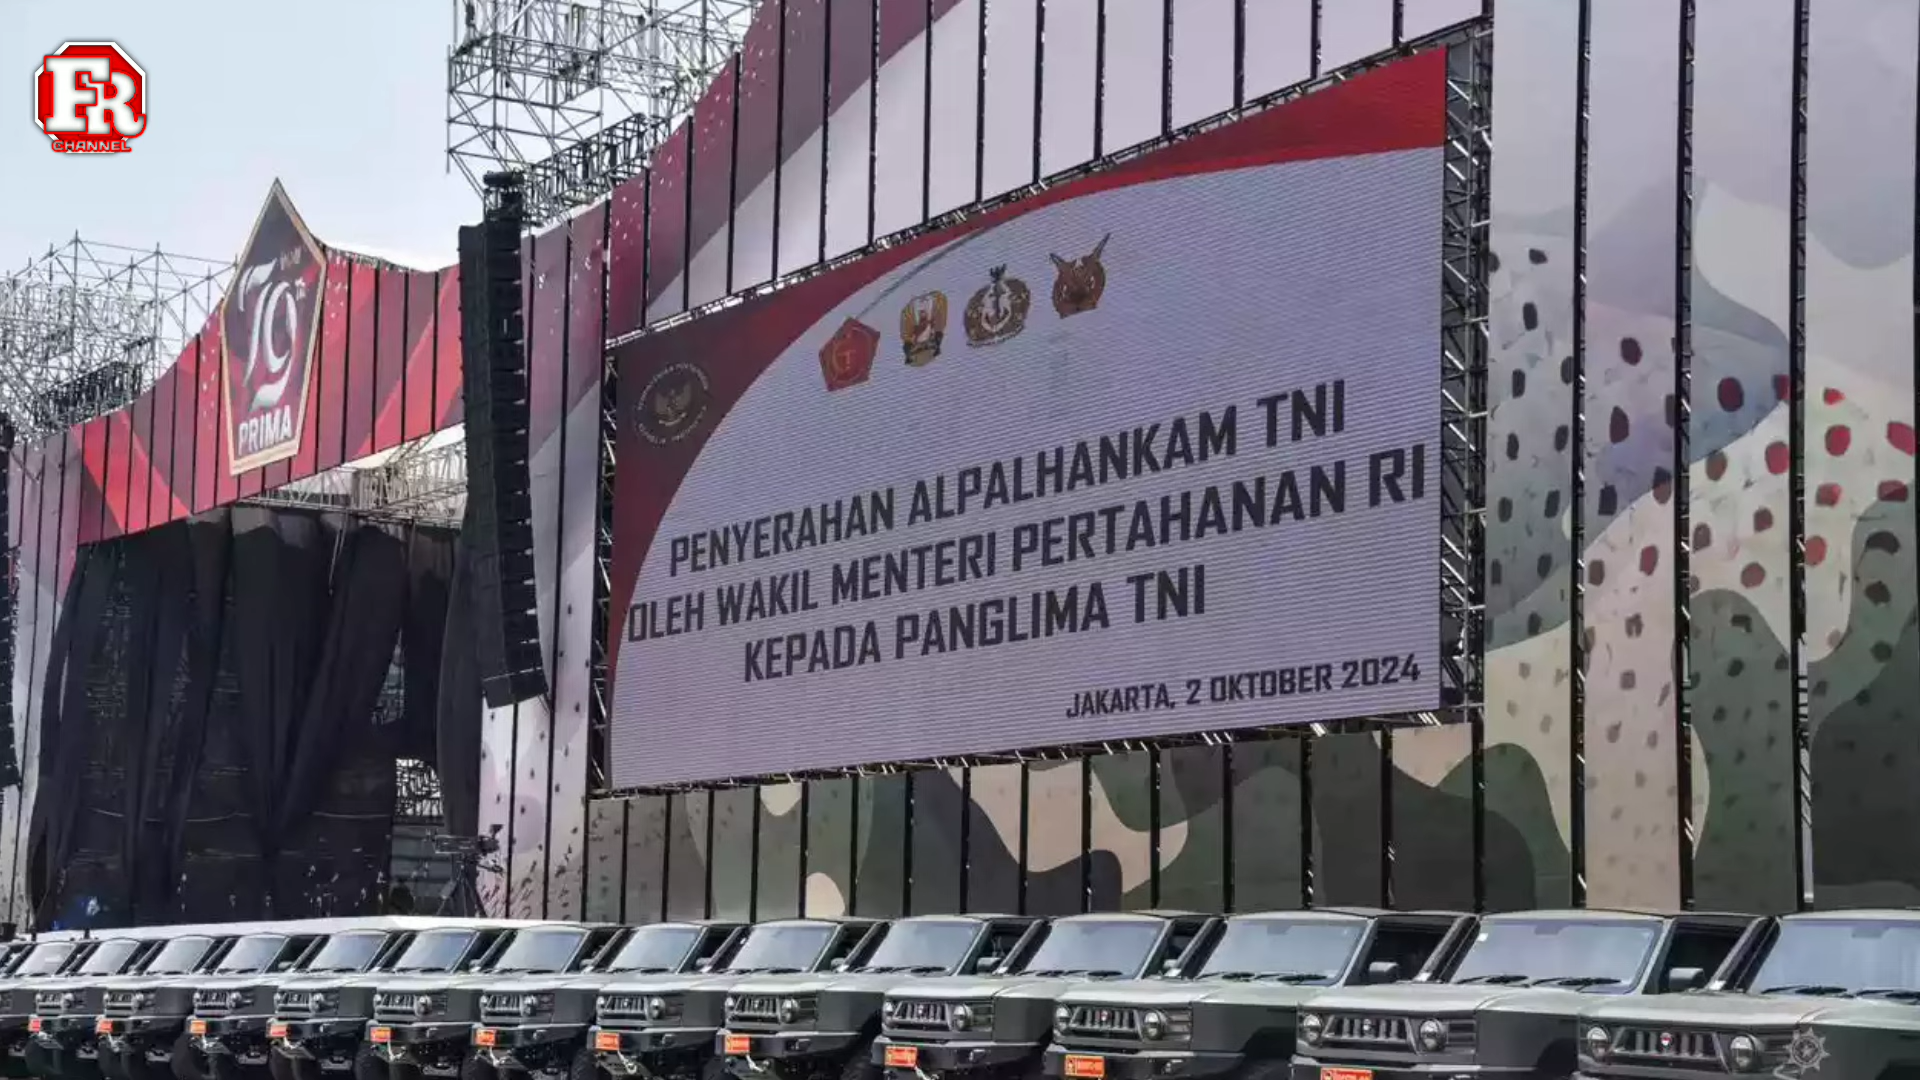 FR
CHANNEL
79
PRIMA
PENYERAHAN ALPALHANKAM TNI
OLEH WAKIL MENTERI PERTAHANAN RI
KEPADA PANGLIMA TNI
JAKARTA, 2 OKTOBER 2024